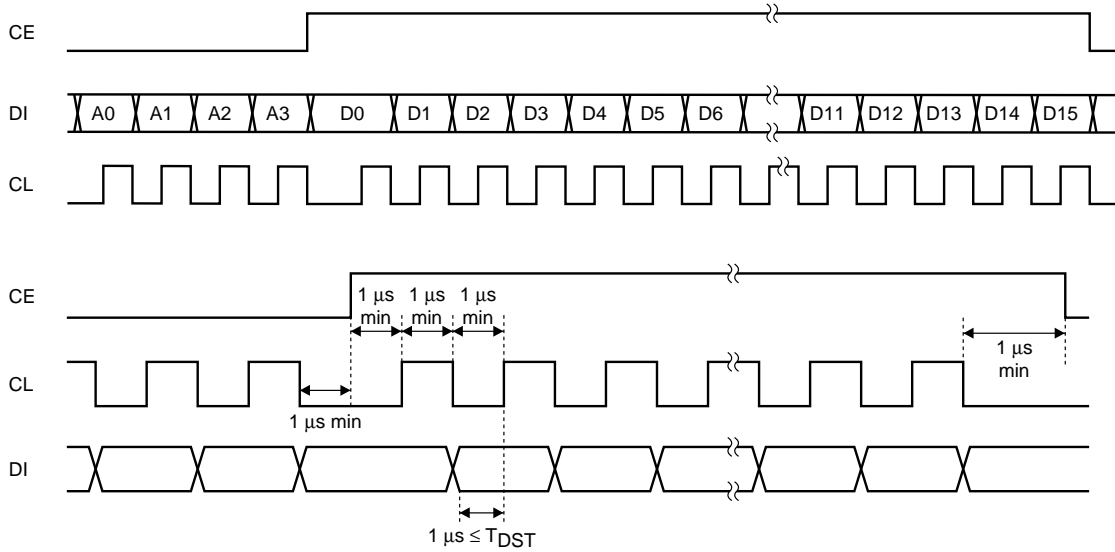 CE
DI A0 A1 A2 A3 D0 D1 D2 D3 D4 D5 D6 D11 D12 D13 D14 D15
CL
CE
1 μs min 1 μs min 1 μs min
1 μs min
CL
1 μs min
DI
1 μs ≤ TDST